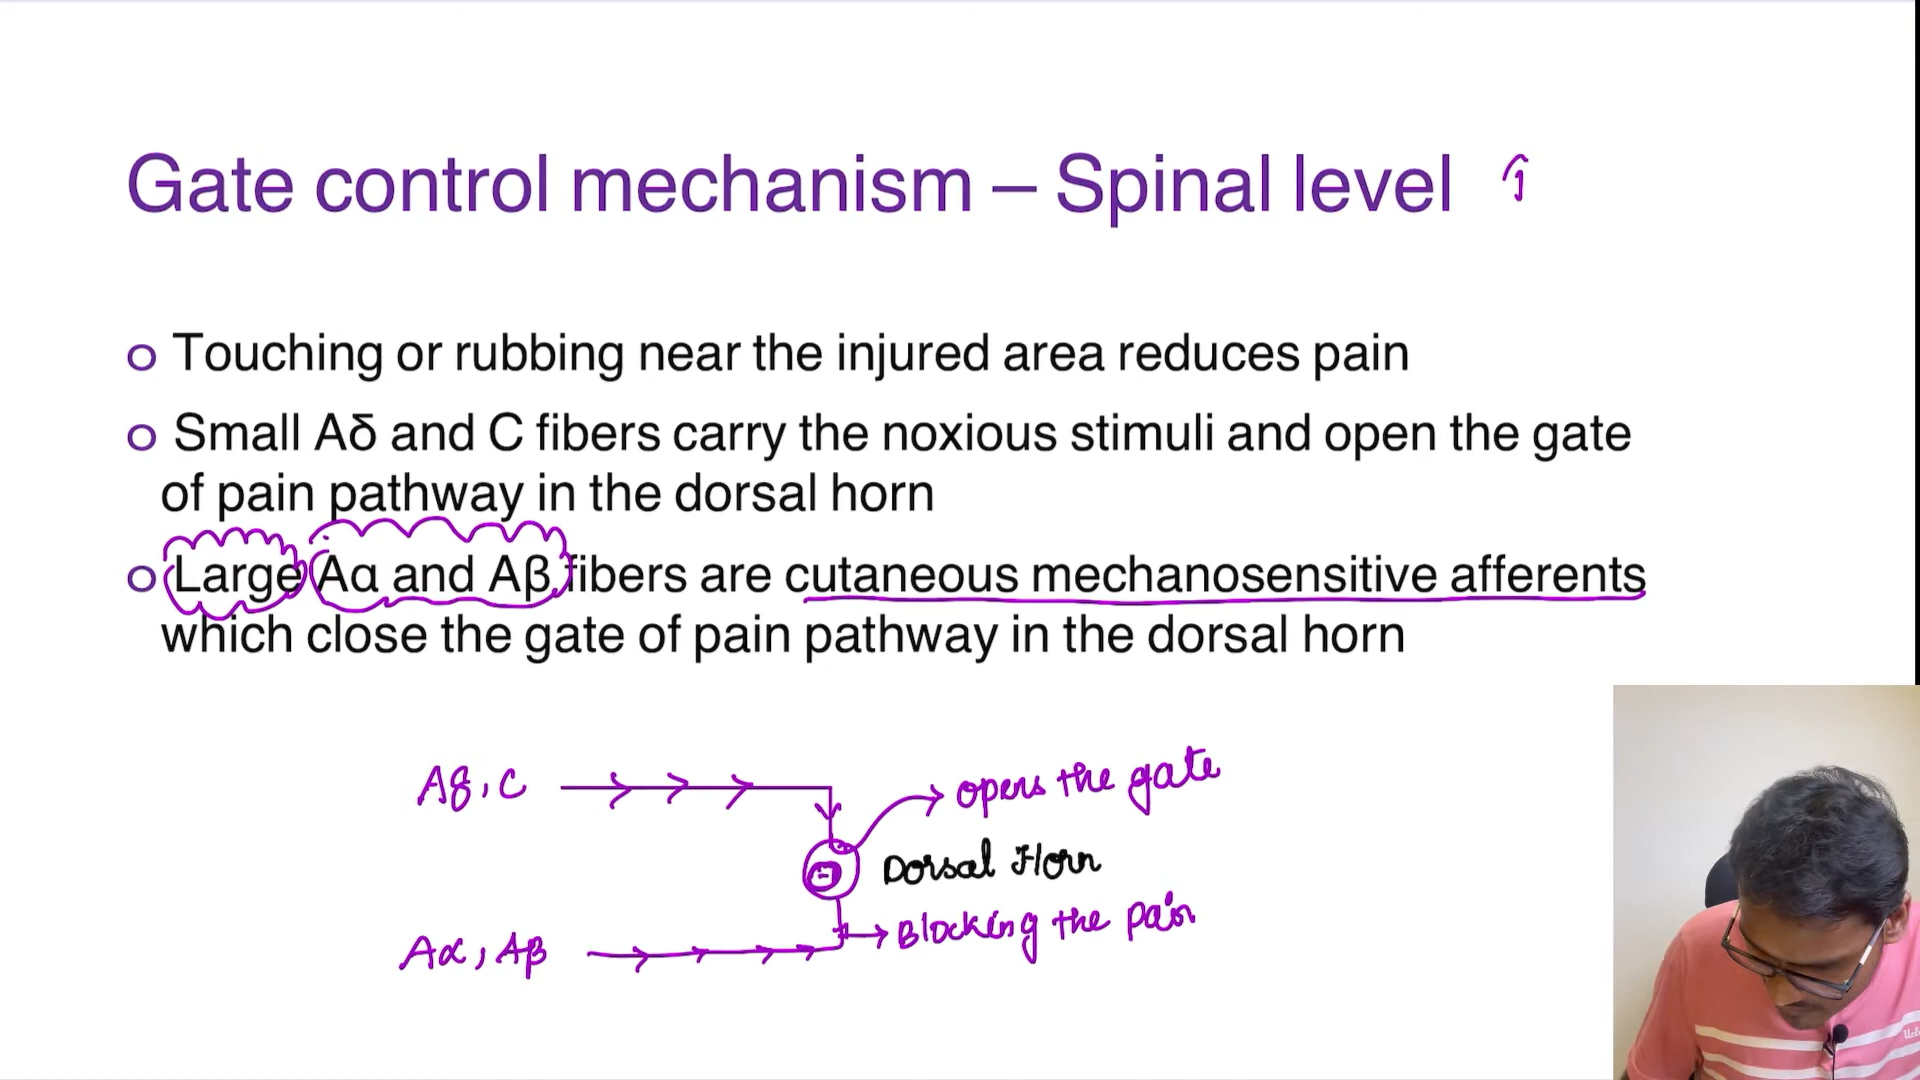 Gate control mechanism – Spinal level
o Touching or rubbing near the injured area reduces pain
o Small Aδ and C fibers carry the noxious stimuli and open the gate
of pain pathway in the dorsal horn
o Large Aα and Aβ fibers are cutaneous mechanosensitive afferents
which close the gate of pain pathway in the dorsal horn
Aδ, C
opens the gate
Dorsal Horn
Blocking the pain
Aα, Aβ